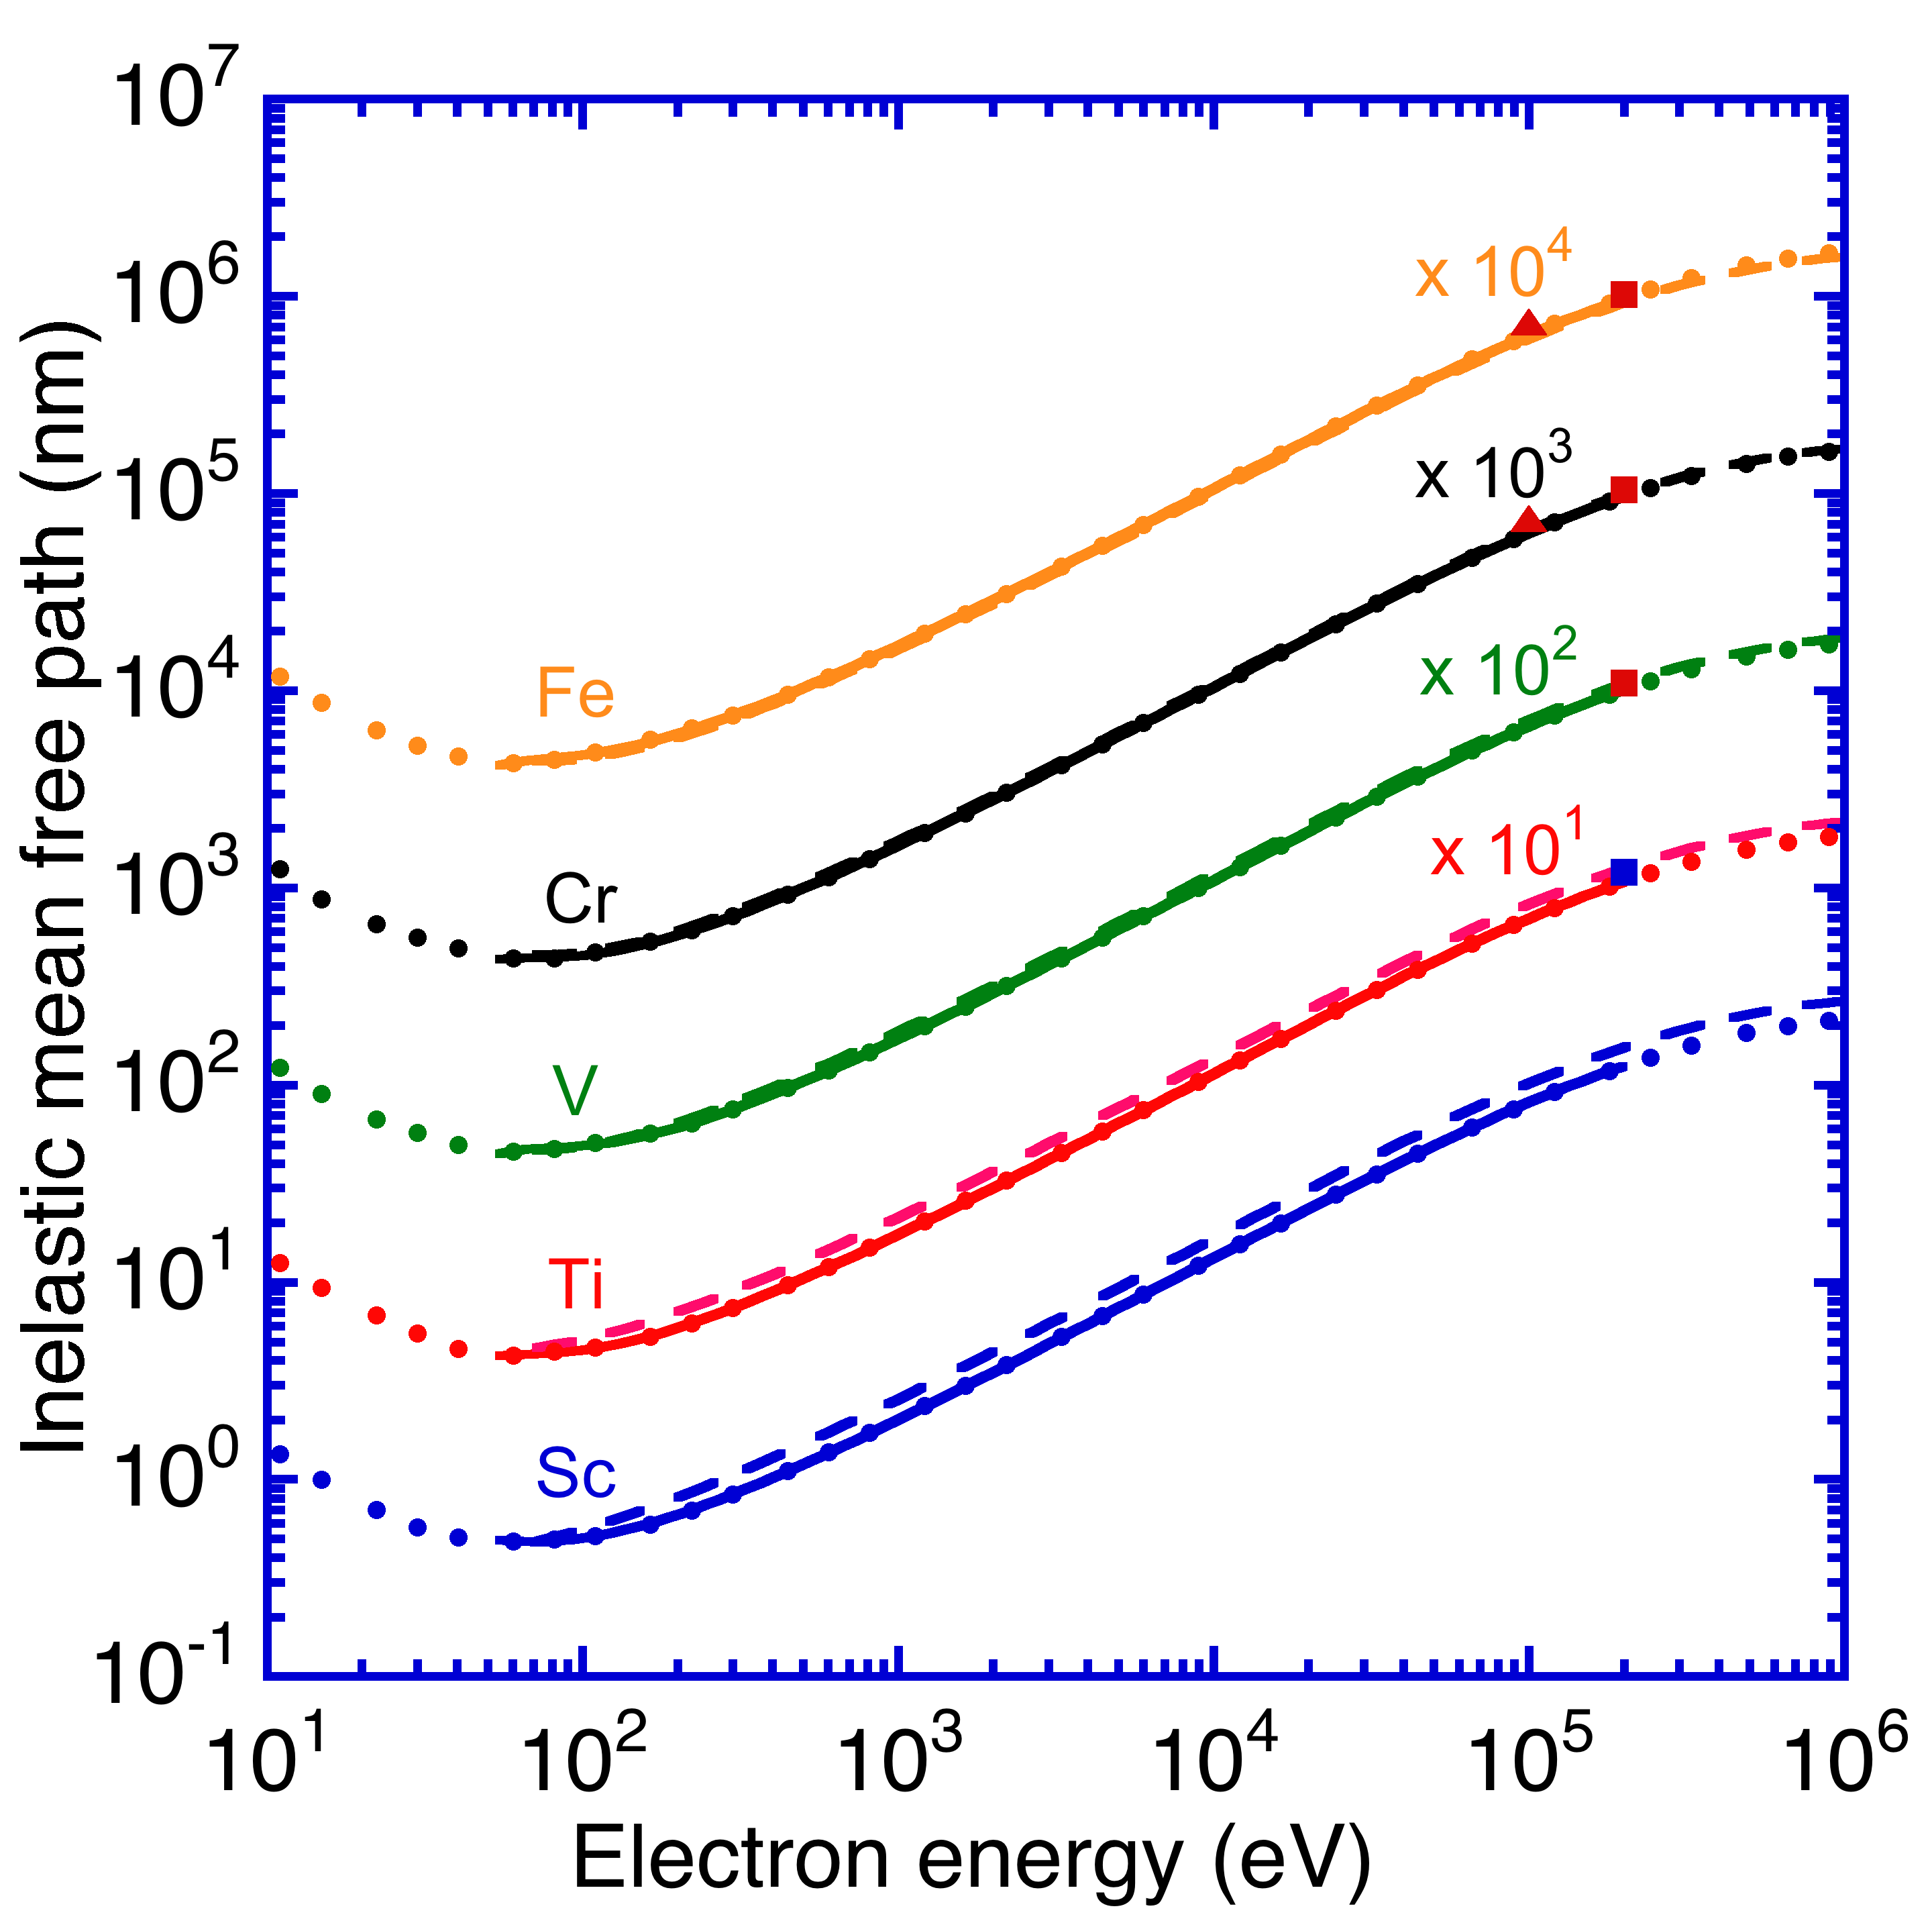 10^7
10^6
10^5
10^4
10^3
10^2
10^1
10^0
10^-1
Inelastic mean free path (nm)
x 10^4
x 10^3
x 10^2
x 10^1
Fe
Cr
V
Ti
Sc
10^1 10^2 10^3 10^4 10^5 10^6
Electron energy (eV)